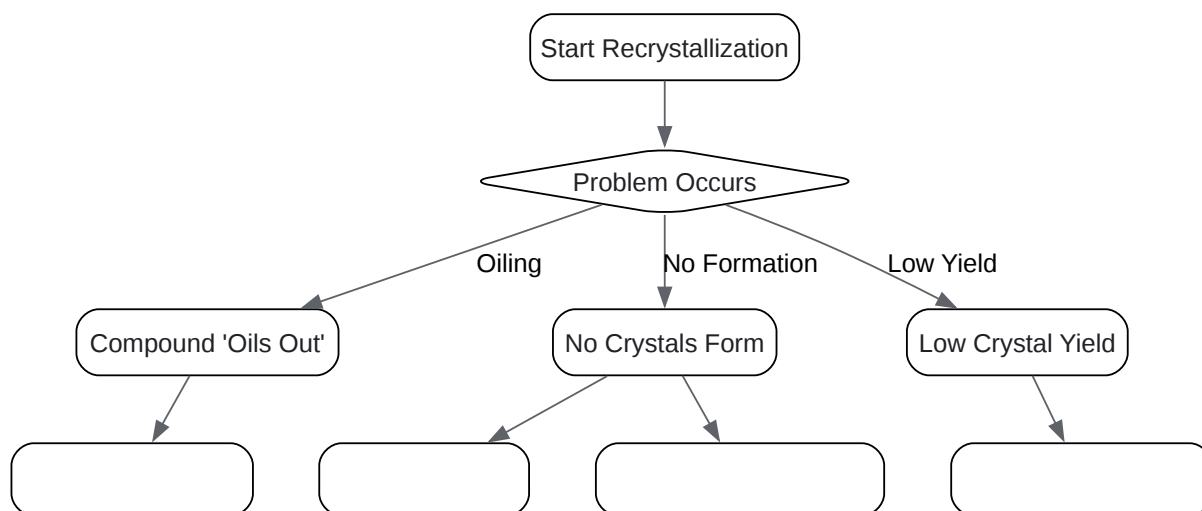 Start Recrystallization
Problem Occurs
Oiling
No Formation
Low Yield
Compound 'Oils Out'
No Crystals Form
Low Crystal Yield